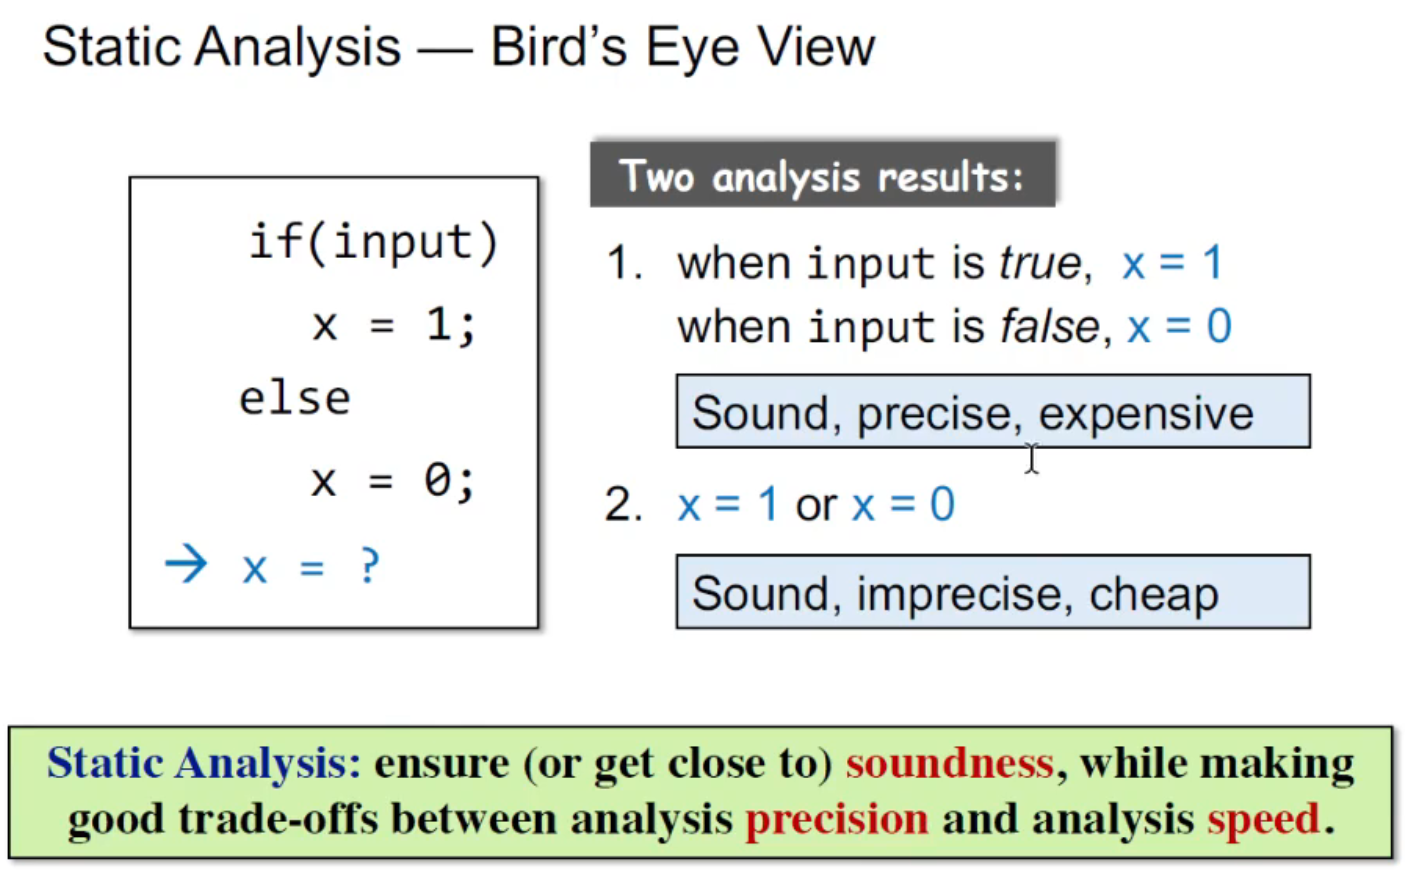 Static Analysis — Bird’s Eye View
if(input)
x = 1;
else
x = 0;
→ x = ?
Two analysis results:
1. when input is true, x = 1
when input is false, x = 0
Sound, precise, expensive
2. x = 1 or x = 0
Sound, imprecise, cheap
Static Analysis: ensure (or get close to) soundness, while making
good trade-offs between analysis precision and analysis speed.